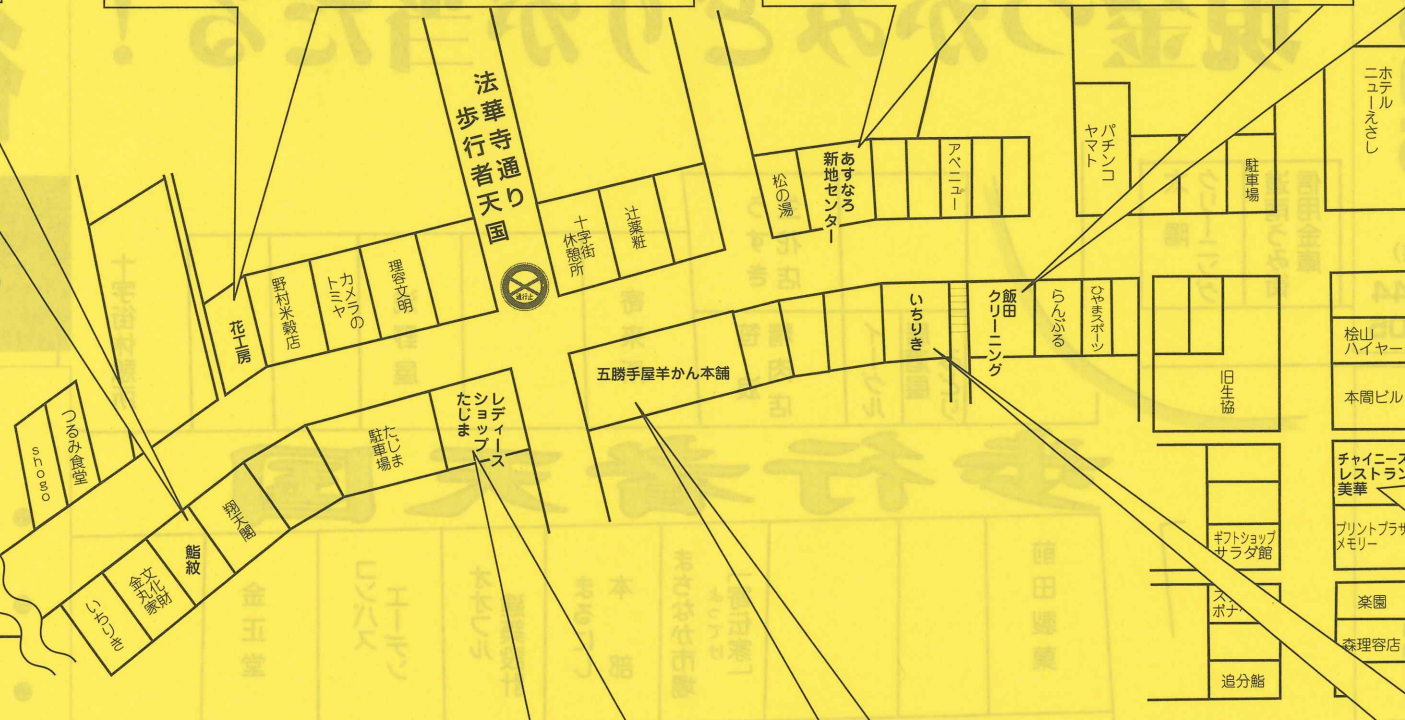 法華寺通り
歩行者天国
通行止
ホテル
ニューえさし
パチンコ
ヤマト
駐車場
アベニュー
あすなろ
新地センター
松の湯
辻薬粧
十字街
休憩所
理容文明
カメラの
トミヤ
野村米穀店
花工房
つるみ食堂
shogo
いちりき
文化財
金丸家
鮨紋
翔天閣
たじま
駐車場
レディース
ショップ
たじま
五勝手屋羊かん本舗
いちりき
飯田
クリーニング
らんぷる
ひやまスポーツ
旧生協
桧山
ハイヤー
本間ビル
チャイニーズ
レストラン
美華
プリントプラザ
メモリー
ギフトショップ
サラダ館
ボナ
楽園
森理容店
追分鮨